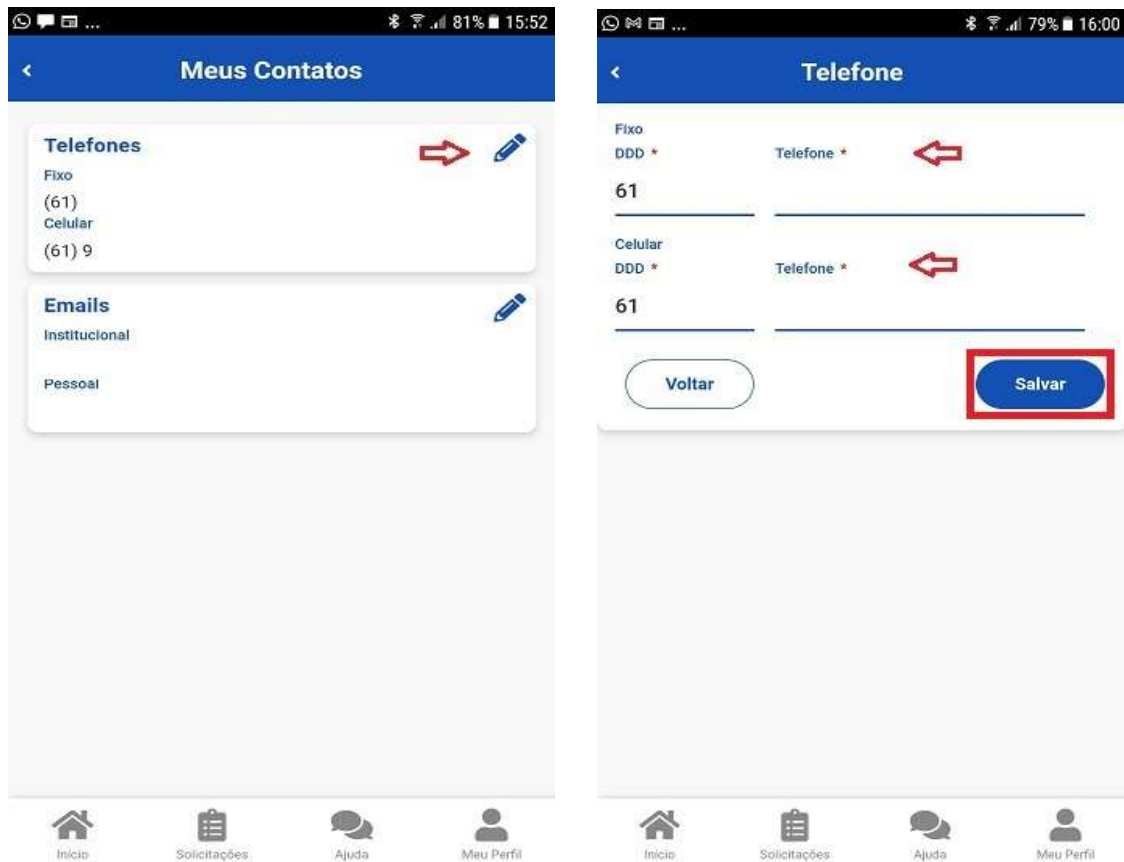 ... 81% 15:52
Meus Contatos
Telefones
Fixo
(61)
Celular
(61) 9
Emails
Institucional
Pessoal
Início Solicitações Ajuda Meu Perfil
... 79% 16:00
Telefone
Fixo
DDD * Telefone *
61
Celular
DDD * Telefone *
61
Voltar Salvar
Início Solicitações Ajuda Meu Perfil